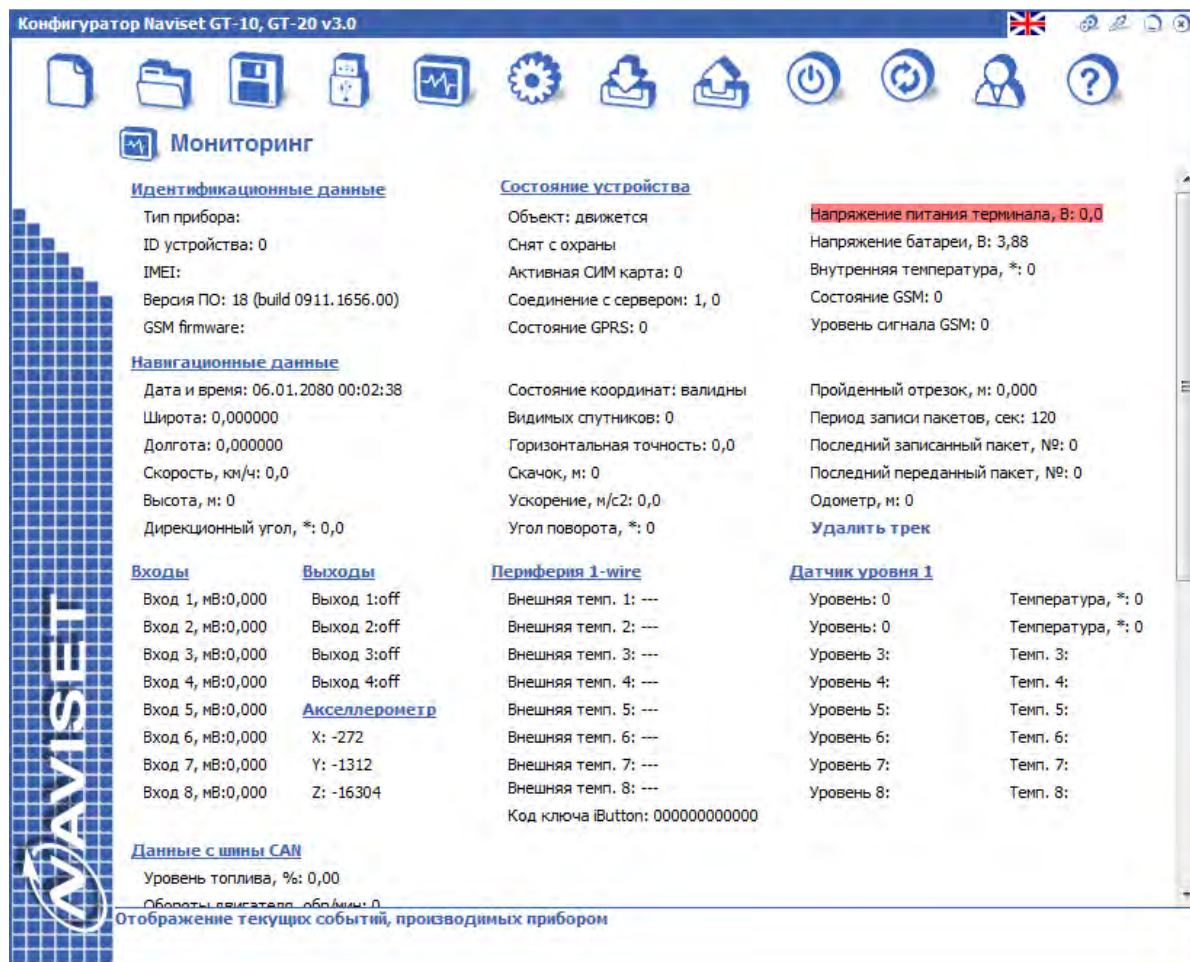 Конфигуратор Naviset GT-10, GT-20 v3.0
?
Мониторинг
Идентификационные данные
Тип прибора:
ID устройства: 0
IMEI:
Версия ПО: 18 (build 0911.1656.00)
GSM firmware:
Состояние устройства
Объект: движется
Снят с охраны
Активная СИМ карта: 0
Соединение с сервером: 1, 0
Состояние GPRS: 0
Напряжение питания терминала, В: 0,0
Напряжение батареи, В: 3,88
Внутренняя температура, *: 0
Состояние GSM: 0
Уровень сигнала GSM: 0
Навигационные данные
Дата и время: 06.01.2080 00:02:38
Широта: 0,000000
Долгота: 0,000000
Скорость, км/ч: 0,0
Высота, м: 0
Дирекционный угол, *: 0,0
Состояние координат: валидны
Видимых спутников: 0
Горизонтальная точность: 0,0
Скачок, м: 0
Ускорение, м/с2: 0,0
Угол поворота, *: 0
Пройденный отрезок, м: 0,000
Период записи пакетов, сек: 120
Последний записанный пакет, №: 0
Последний переданный пакет, №: 0
Одометр, м: 0
Удалить трек
Входы
Вход 1, мВ:0,000
Вход 2, мВ:0,000
Вход 3, мВ:0,000
Вход 4, мВ:0,000
Вход 5, мВ:0,000
Вход 6, мВ:0,000
Вход 7, мВ:0,000
Вход 8, мВ:0,000
Выходы
Выход 1:off
Выход 2:off
Выход 3:off
Выход 4:off
Акселлерометр
X: -272
Y: -1312
Z: -16304
Периферия 1-wire
Внешняя темп. 1: ---
Внешняя темп. 2: ---
Внешняя темп. 3: ---
Внешняя темп. 4: ---
Внешняя темп. 5: ---
Внешняя темп. 6: ---
Внешняя темп. 7: ---
Внешняя темп. 8: ---
Код ключа iButton: 000000000000
Датчик уровня 1
Уровень: 0 Температура, *: 0
Уровень: 0 Температура, *: 0
Уровень 3: Темп. 3:
Уровень 4: Темп. 4:
Уровень 5: Темп. 5:
Уровень 6: Темп. 6:
Уровень 7: Темп. 7:
Уровень 8: Темп. 8:
Данные с шины CAN
Уровень топлива, %: 0,00
Обороты двигателя, обр/мин: 0
Отображение текущих событий, производимых прибором
NAVISET